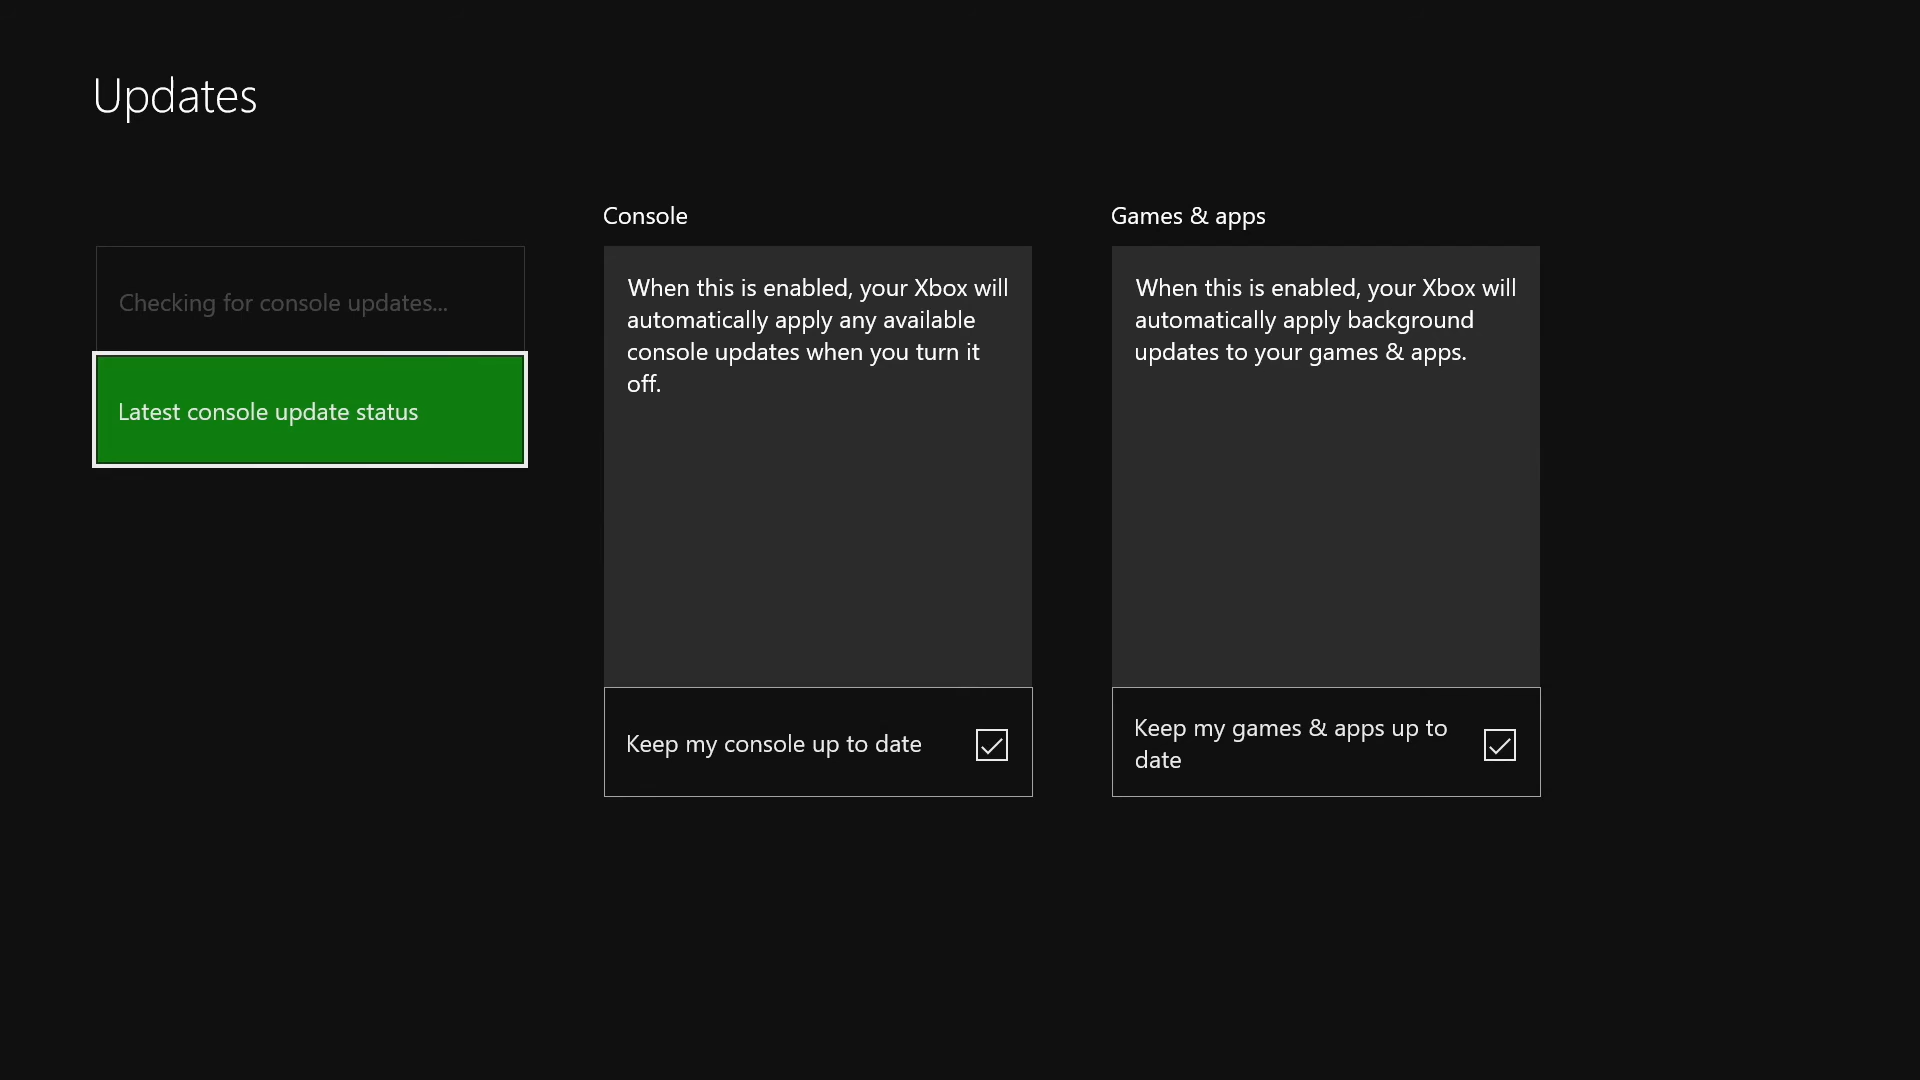 Updates
Checking for console updates...
Latest console update status
Console
When this is enabled, your Xbox will
automatically apply any available
console updates when you turn it
off.
Keep my console up to date
Games & apps
When this is enabled, your Xbox will
automatically apply background
updates to your games & apps.
Keep my games & apps up to
date